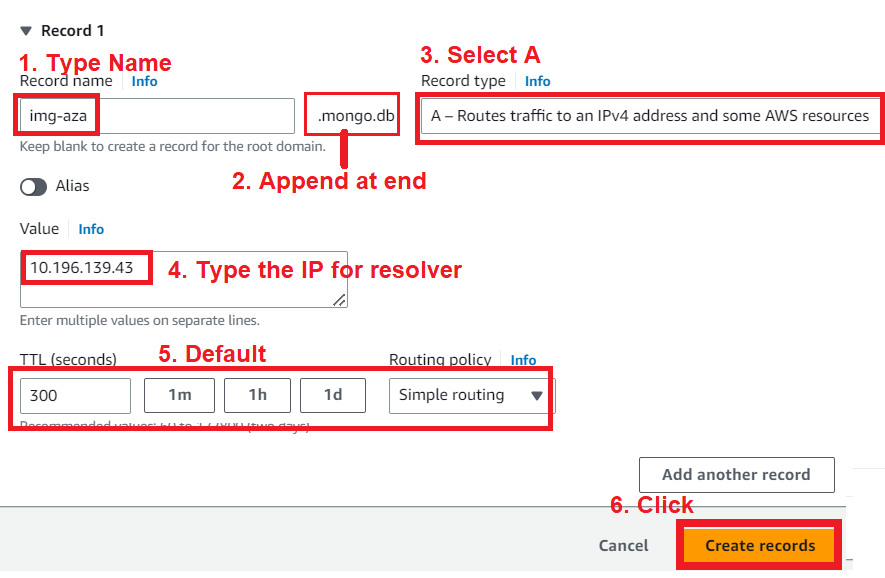 Record 1
1. Type Name
3. Select A
Record name Info
Record type Info
img-aza
.mongo.db
A – Routes traffic to an IPv4 address and some AWS resources
Keep blank to create a record for the root domain.
2. Append at end
Alias
Value Info
10.196.139.43
4. Type the IP for resolver
Enter multiple values on separate lines.
5. Default
TTL (seconds)
Routing policy Info
300
1m
1h
1d
Simple routing
Recommended values: 60 to 172800 (two days)
Add another record
6. Click
Cancel
Create records